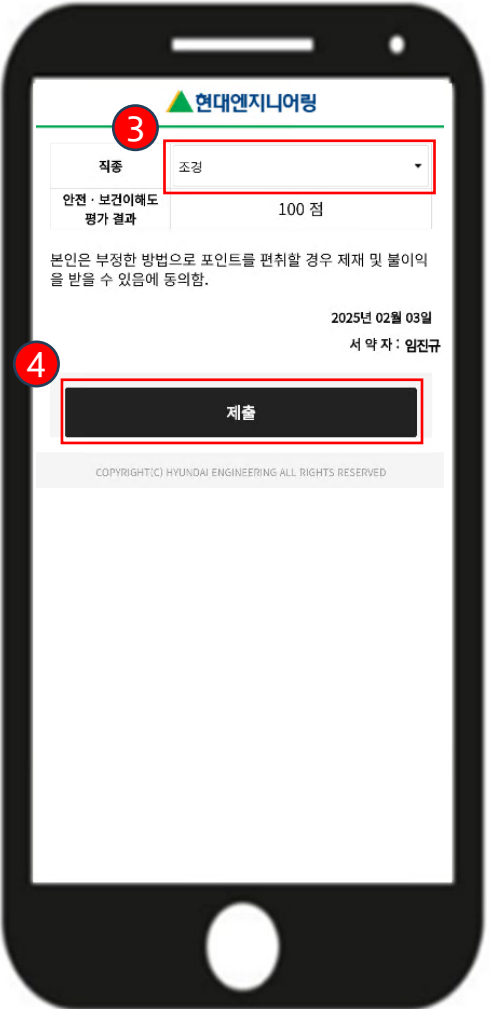 현대엔지니어링
3
직종
조경
안전 · 보건이해도
평가 결과
100 점
본인은 부정한 방법으로 포인트를 편취할 경우 제재 및 불이익
을 받을 수 있음에 동의함.
2025년 02월 03일
서 약 자 : 임진규
4
제출
COPYRIGHT(C) HYUNDAI ENGINEERING ALL RIGHTS RESERVED